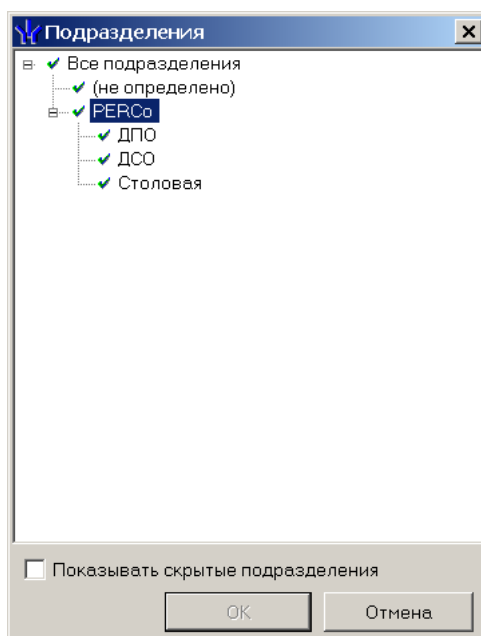 Подразделения
Все подразделения
(не определено)
PERCo
ДПО
ДСО
Столовая
Показывать скрытые подразделения
OK
Отмена